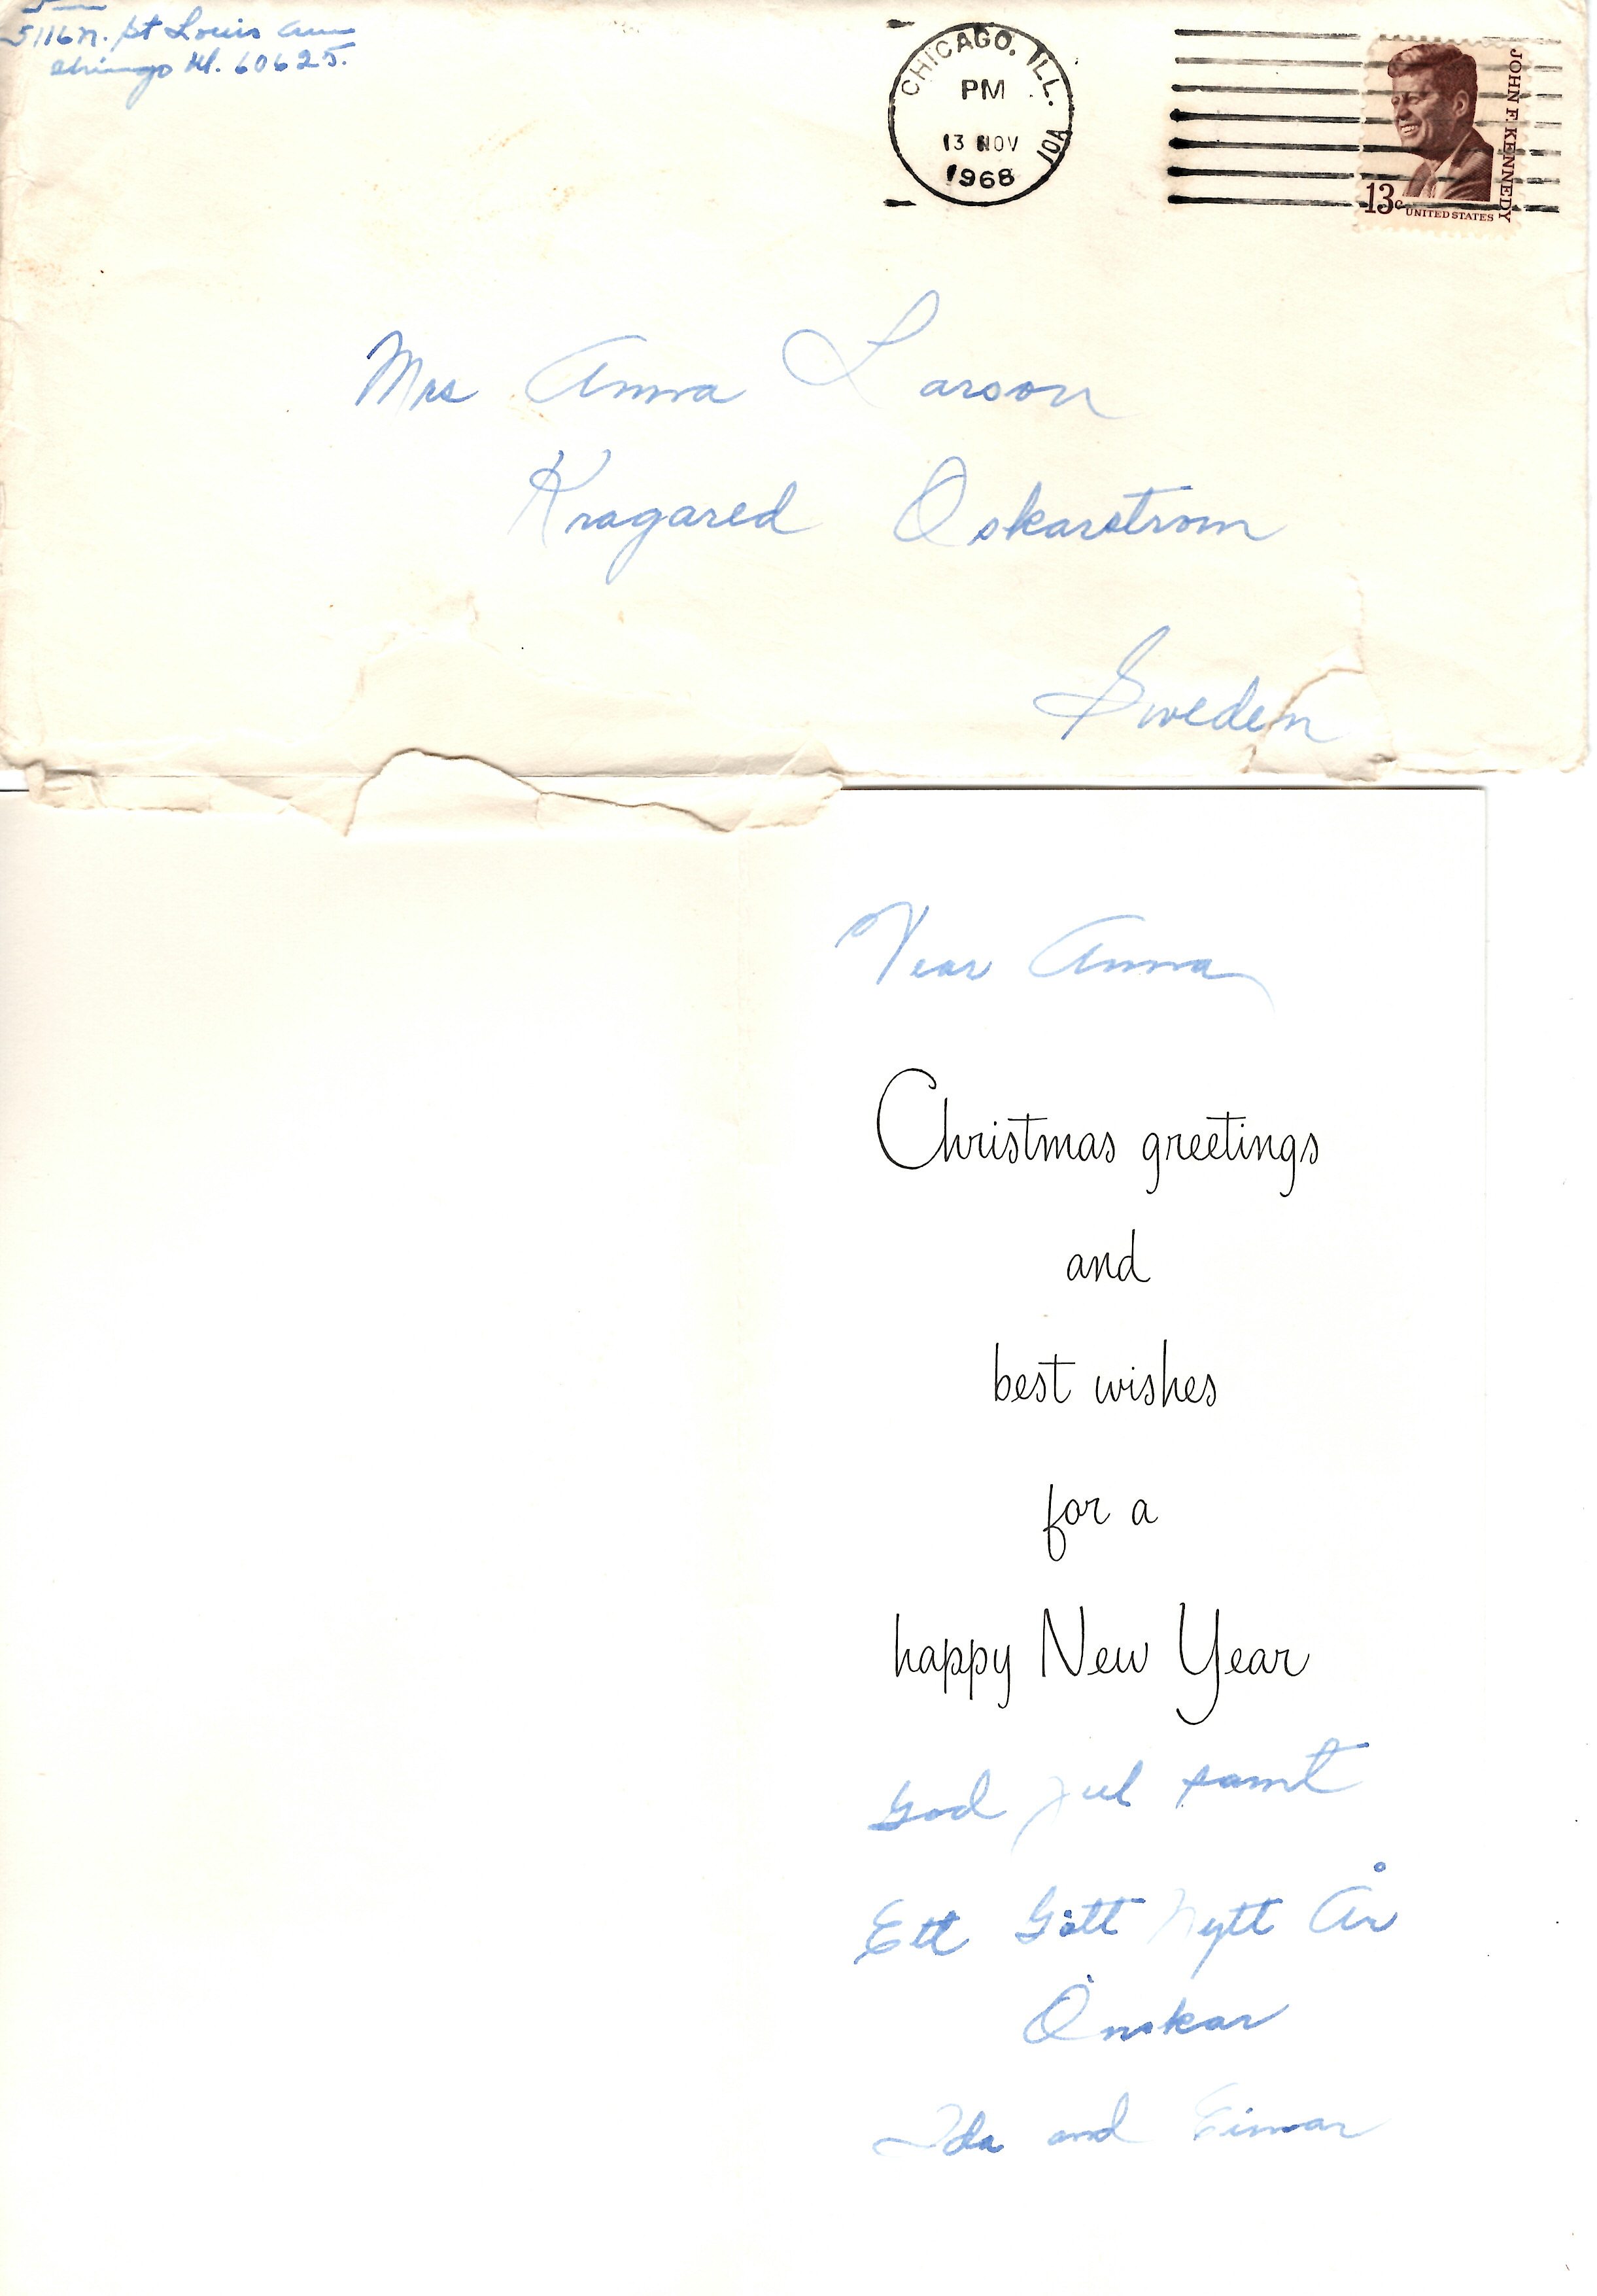 5116 N. St Louis Ave
Chicago Ill. 60625.
CHICAGO, ILL.
PM
13 NOV
1968
10A
JOHN F. KENNEDY
13c
UNITED STATES
Mrs Anna Larson
Kragared Oskarstrom
Sweden
Dear Anna
Christmas greetings
and
best wishes
for a
happy New Year
God Jul samt
Ett Gott Nytt År
Önskar
Ida and Einar